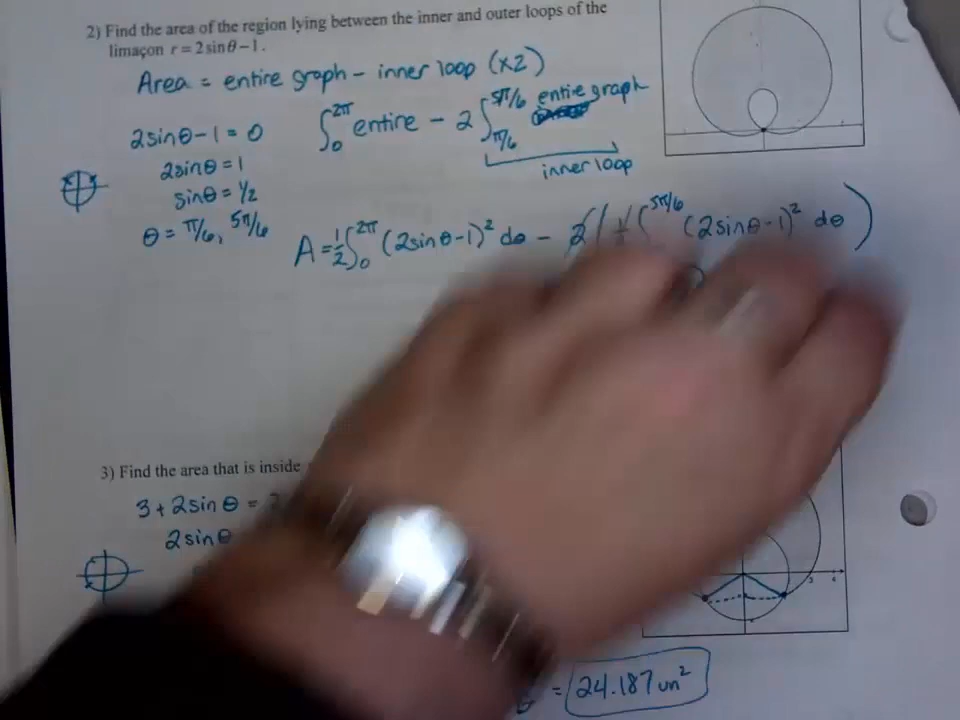 2) Find the area of the region lying between the inner and outer loops of the
limaçon r = 2 sin θ – 1.
Area = entire graph – inner loop (×2)
2sinθ – 1 = 0
2sinθ = 1
sinθ = 1/2
θ = π/6, 5π/6
∫₀^2π entire – 2 ∫π/6^5π/6 entire graph
inner loop
A = 1/2 ∫₀^2π (2sinθ – 1)² dθ – 2( 1/2 ∫^5π/6 (2sinθ – 1)² dθ )
3) Find the area that is inside
3 + 2sinθ =
2sinθ
= 24.187 un²